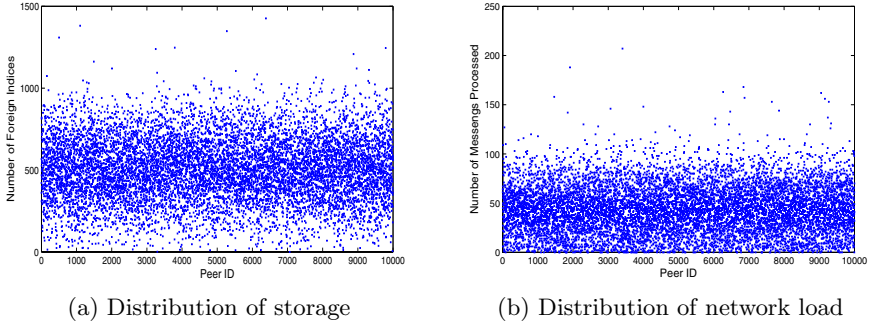 1500
1000
500
0
Number of Foreign Indices
0 1000 2000 3000 4000 5000 6000 7000 8000 9000 10000
Peer ID
(a) Distribution of storage
250
200
150
100
50
0
Number of Messengs Processed
0 1000 2000 3000 4000 5000 6000 7000 8000 9000 10000
Peer ID
(b) Distribution of network load